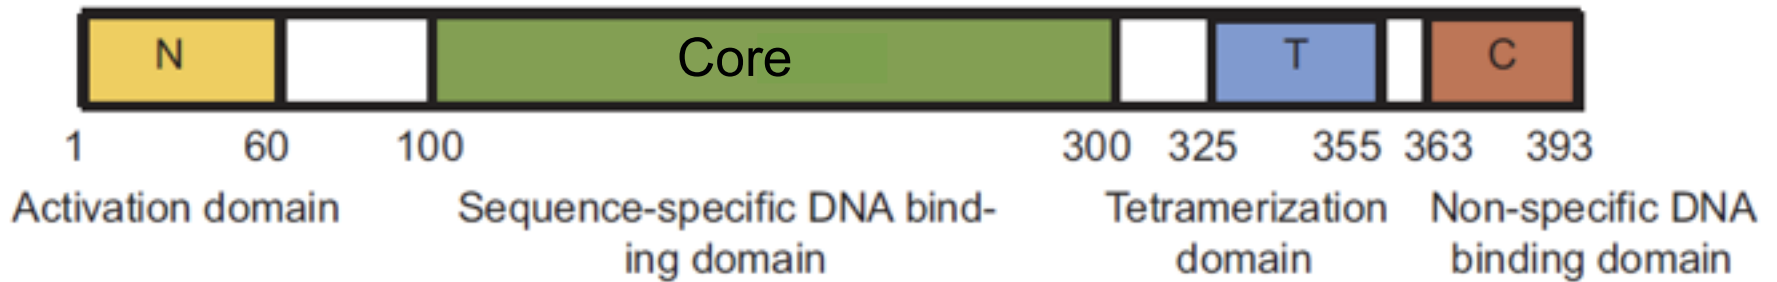 N Core T C
1 60 100 300 325 355 363 393
Activation domain Sequence-specific DNA bind- Tetramerization Non-specific DNA
ing domain domain binding domain